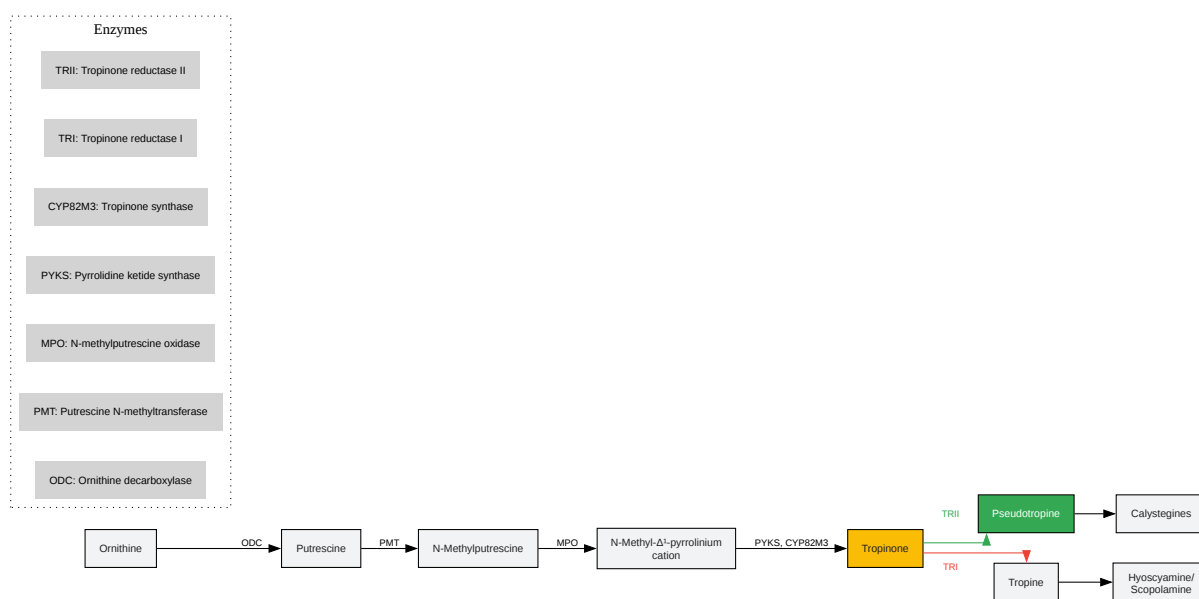 Enzymes
TRII: Tropinone reductase II
TRI: Tropinone reductase I
CYP82M3: Tropinone synthase
PYKS: Pyrrolidine ketide synthase
MPO: N-methylputrescine oxidase
PMT: Putrescine N-methyltransferase
ODC: Ornithine decarboxylase
Ornithine
ODC
Putrescine
PMT
N-Methylputrescine
MPO
N-Methyl-Δ¹-pyrrolinium
cation
PYKS, CYP82M3
Tropinone
TRII
Pseudotropine
Calystegines
TRI
Tropine
Hyoscyamine/
Scopolamine